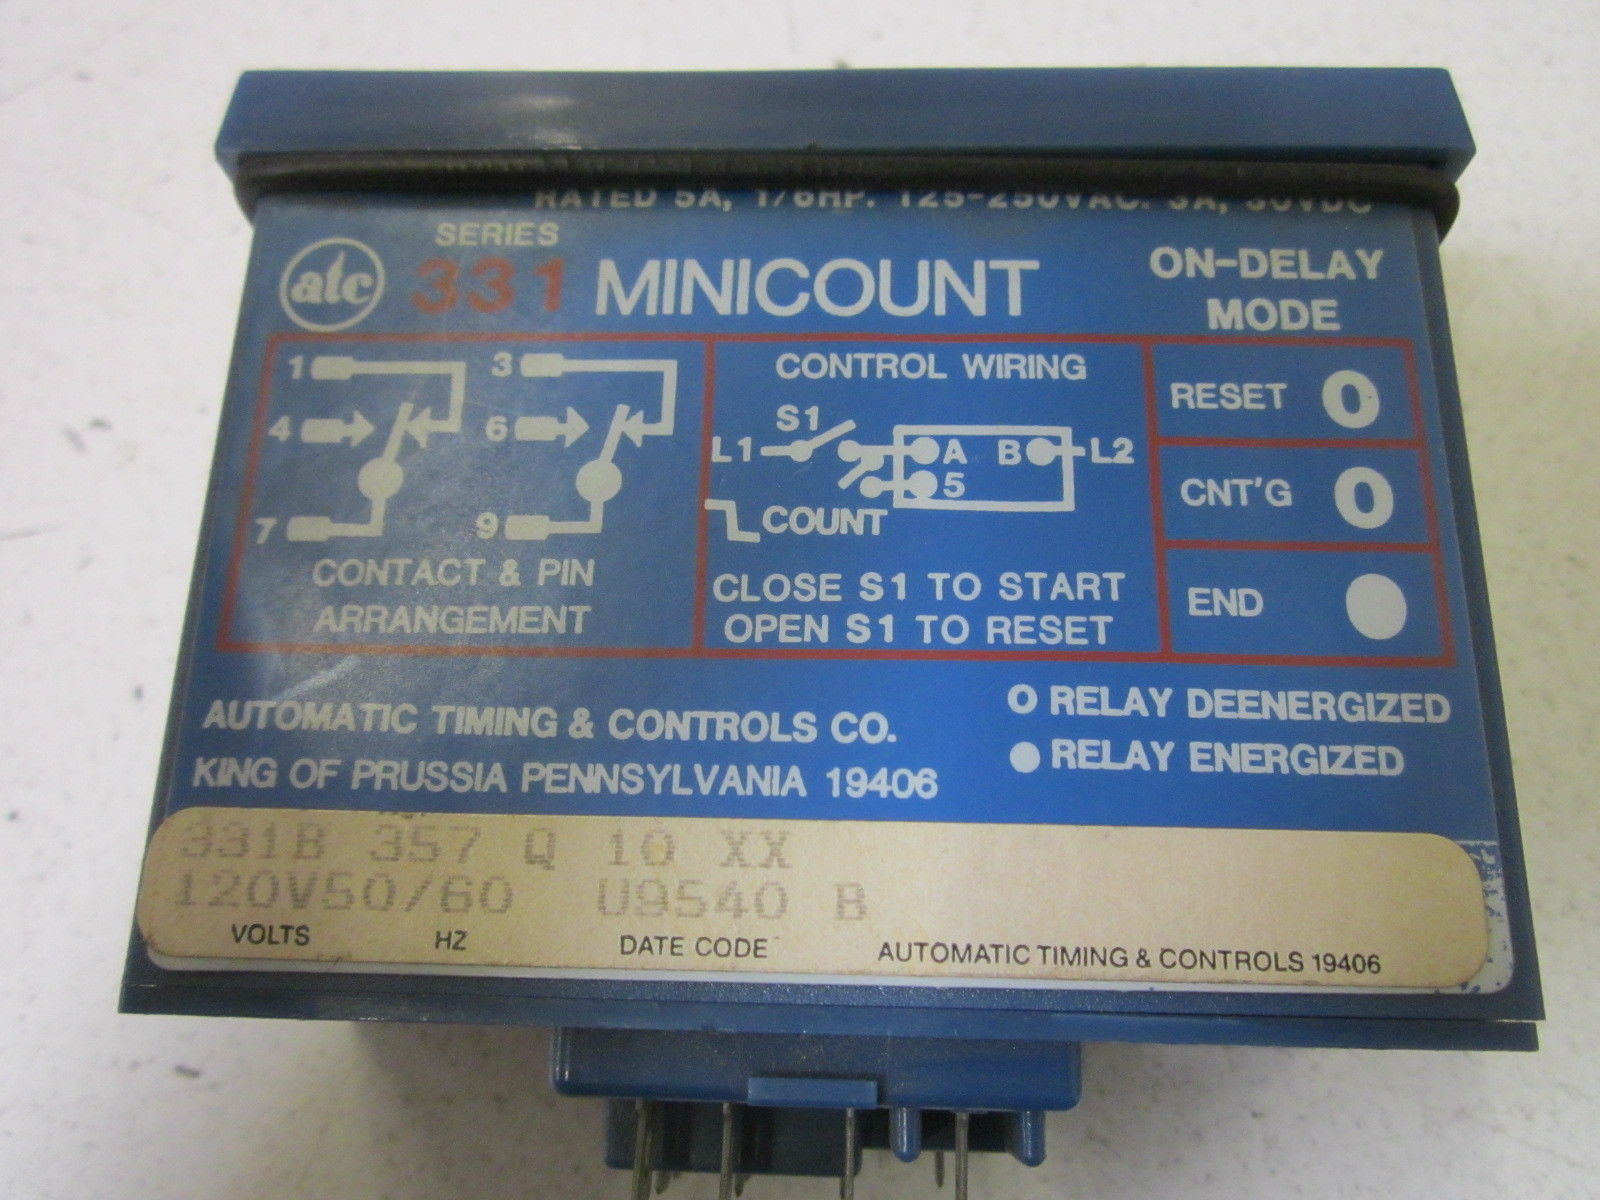 RATED 5A, 1/6HP. 125-250VAC. 3A, 30VDC
SERIES
atc 331 MINICOUNT
ON-DELAY
MODE
1 3
4 6
7 9
CONTACT & PIN
ARRANGEMENT
CONTROL WIRING
S1
L1 A B L2
5
COUNT
CLOSE S1 TO START
OPEN S1 TO RESET
RESET O
CNT'G O
END
AUTOMATIC TIMING & CONTROLS CO.
KING OF PRUSSIA PENNSYLVANIA 19406
O RELAY DEENERGIZED
RELAY ENERGIZED
331B 357 Q 10 XX
120V50/60 U9540 B
VOLTS HZ DATE CODE AUTOMATIC TIMING & CONTROLS 19406